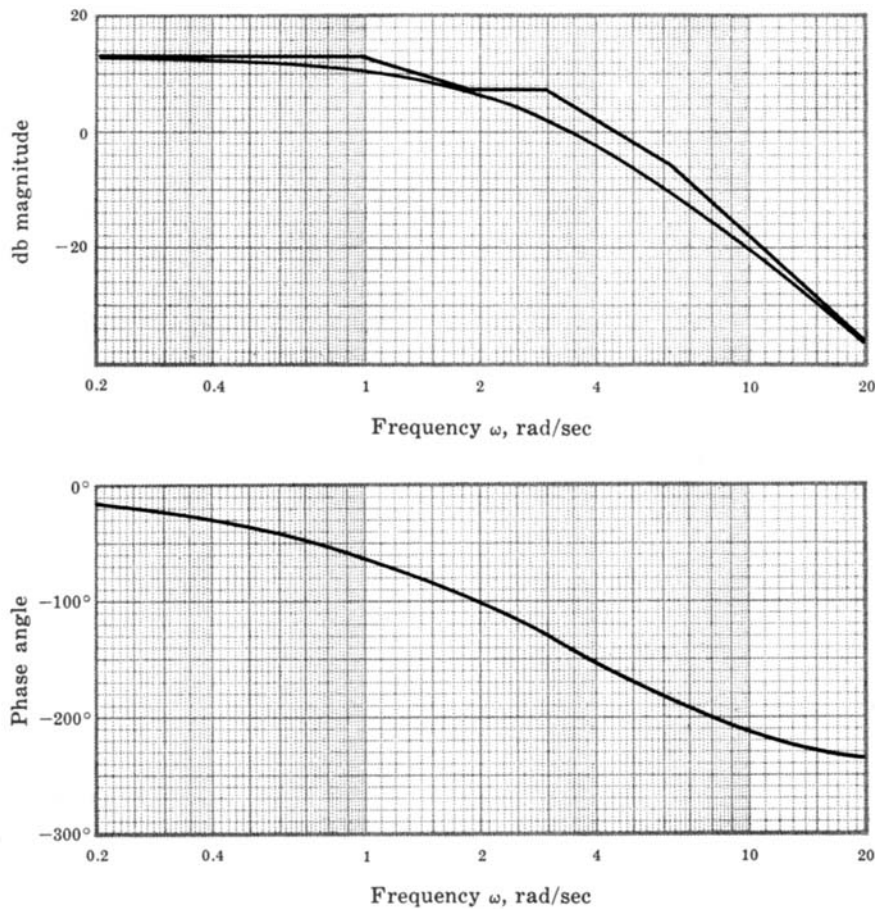 20
0
−20
db magnitude
0.2 0.4 1 2 4 10 20
Frequency ω, rad/sec
0°
−100°
−200°
−300°
Phase angle
0.2 0.4 1 2 4 10 20
Frequency ω, rad/sec